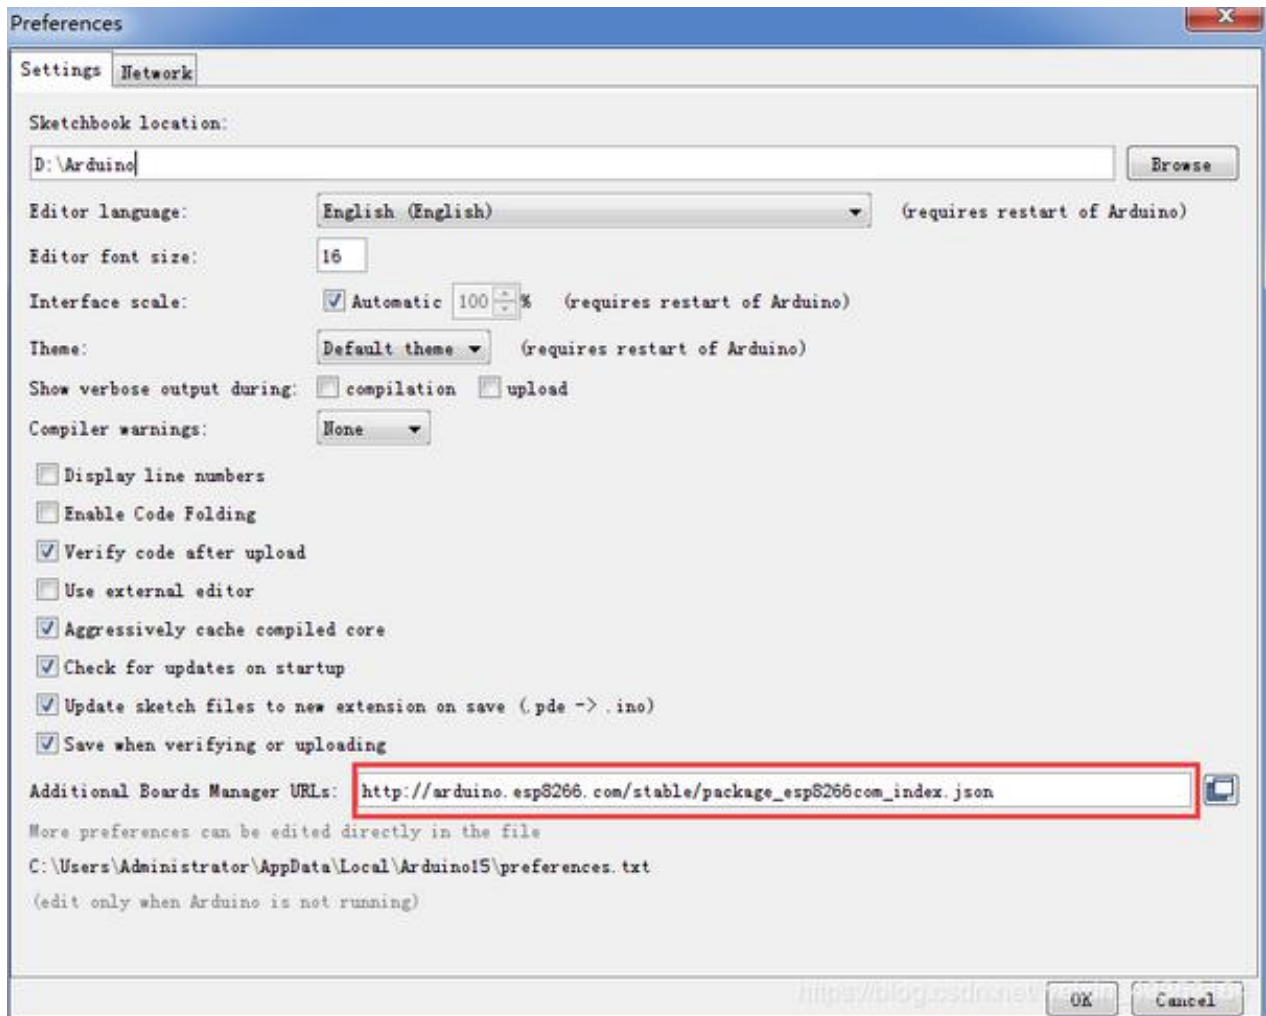 Preferences
Settings Network
Sketchbook location:
D:\Arduino Browse
Editor language: English (English) (requires restart of Arduino)
Editor font size: 16
Interface scale: Automatic 100 % (requires restart of Arduino)
Theme: Default theme (requires restart of Arduino)
Show verbose output during: compilation upload
Compiler warnings: None
Display line numbers
Enable Code Folding
Verify code after upload
Use external editor
Aggressively cache compiled core
Check for updates on startup
Update sketch files to new extension on save (.pde -> .ino)
Save when verifying or uploading
Additional Boards Manager URLs: http://arduino.esp8266.com/stable/package_esp8266com_index.json
More preferences can be edited directly in the file
C:\Users\Administrator\AppData\Local\Arduino15\preferences.txt
(edit only when Arduino is not running)
OK Cancel